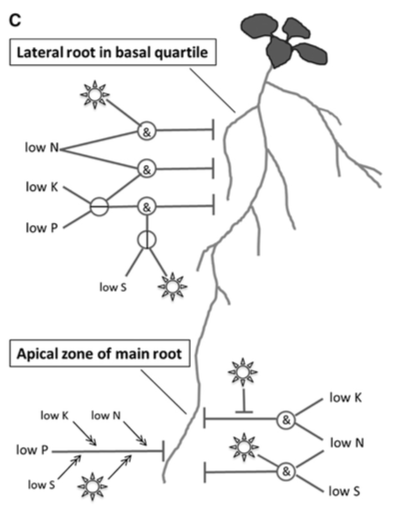 C
Lateral root in basal quartile
&
low N
&
low K
&
low P
low S
Apical zone of main root
low K
low K low N
&
low N
low P
&
low S
low S